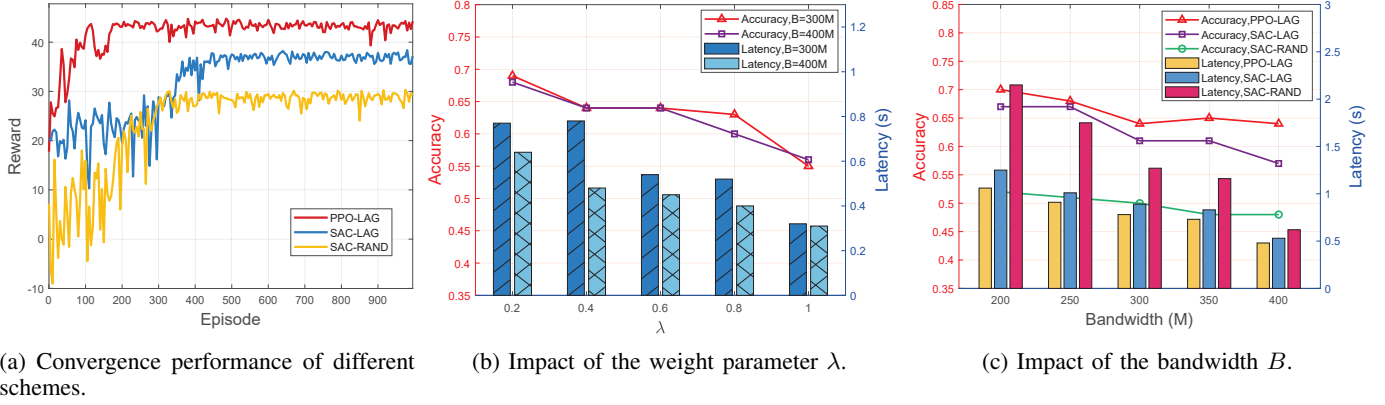 40
30
20
10
0
-10
Reward
0 100 200 300 400 500 600 700 800 900
Episode
PPO-LAG
SAC-LAG
SAC-RAND
(a) Convergence performance of different
schemes.
0.8
0.75
0.7
0.65
0.6
0.55
0.5
0.45
0.4
0.35
Accuracy
0.2 0.4 0.6 0.8 1
λ
1.2
1
0.8
0.6
0.4
0.2
0
Latency (s)
Accuracy,B=300M
Accuracy,B=400M
Latency,B=300M
Latency,B=400M
(b) Impact of the weight parameter λ.
0.85
0.8
0.75
0.7
0.65
0.6
0.55
0.5
0.45
0.4
0.35
Accuracy
200 250 300 350 400
Bandwidth (M)
3
2.5
2
1.5
1
0.5
0
Latency (s)
Accuracy,PPO-LAG
Accuracy,SAC-LAG
Accuracy,SAC-RAND
Latency,PPO-LAG
Latency,SAC-LAG
Latency,SAC-RAND
(c) Impact of the bandwidth B.